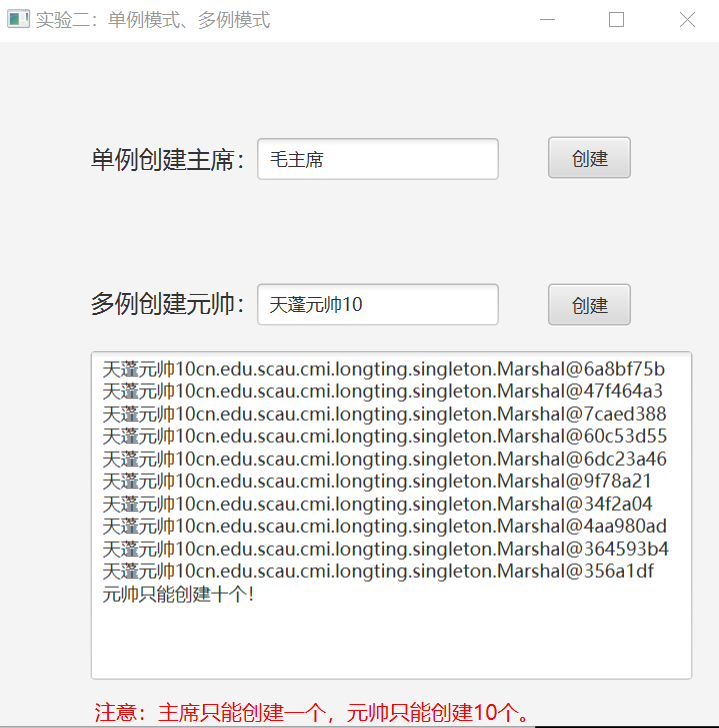 实验二：单例模式、多例模式
单例创建主席： 毛主席 创建
多例创建元帅： 天蓬元帅10 创建
天蓬元帅10cn.edu.scau.cmi.longting.singleton.Marshal@6a8bf75b
天蓬元帅10cn.edu.scau.cmi.longting.singleton.Marshal@47f464a3
天蓬元帅10cn.edu.scau.cmi.longting.singleton.Marshal@7caed388
天蓬元帅10cn.edu.scau.cmi.longting.singleton.Marshal@60c53d55
天蓬元帅10cn.edu.scau.cmi.longting.singleton.Marshal@6dc23a46
天蓬元帅10cn.edu.scau.cmi.longting.singleton.Marshal@9f78a21
天蓬元帅10cn.edu.scau.cmi.longting.singleton.Marshal@34f2a04
天蓬元帅10cn.edu.scau.cmi.longting.singleton.Marshal@4aa980ad
天蓬元帅10cn.edu.scau.cmi.longting.singleton.Marshal@364593b4
天蓬元帅10cn.edu.scau.cmi.longting.singleton.Marshal@356a1df
元帅只能创建十个！
注意：主席只能创建一个，元帅只能创建10个。